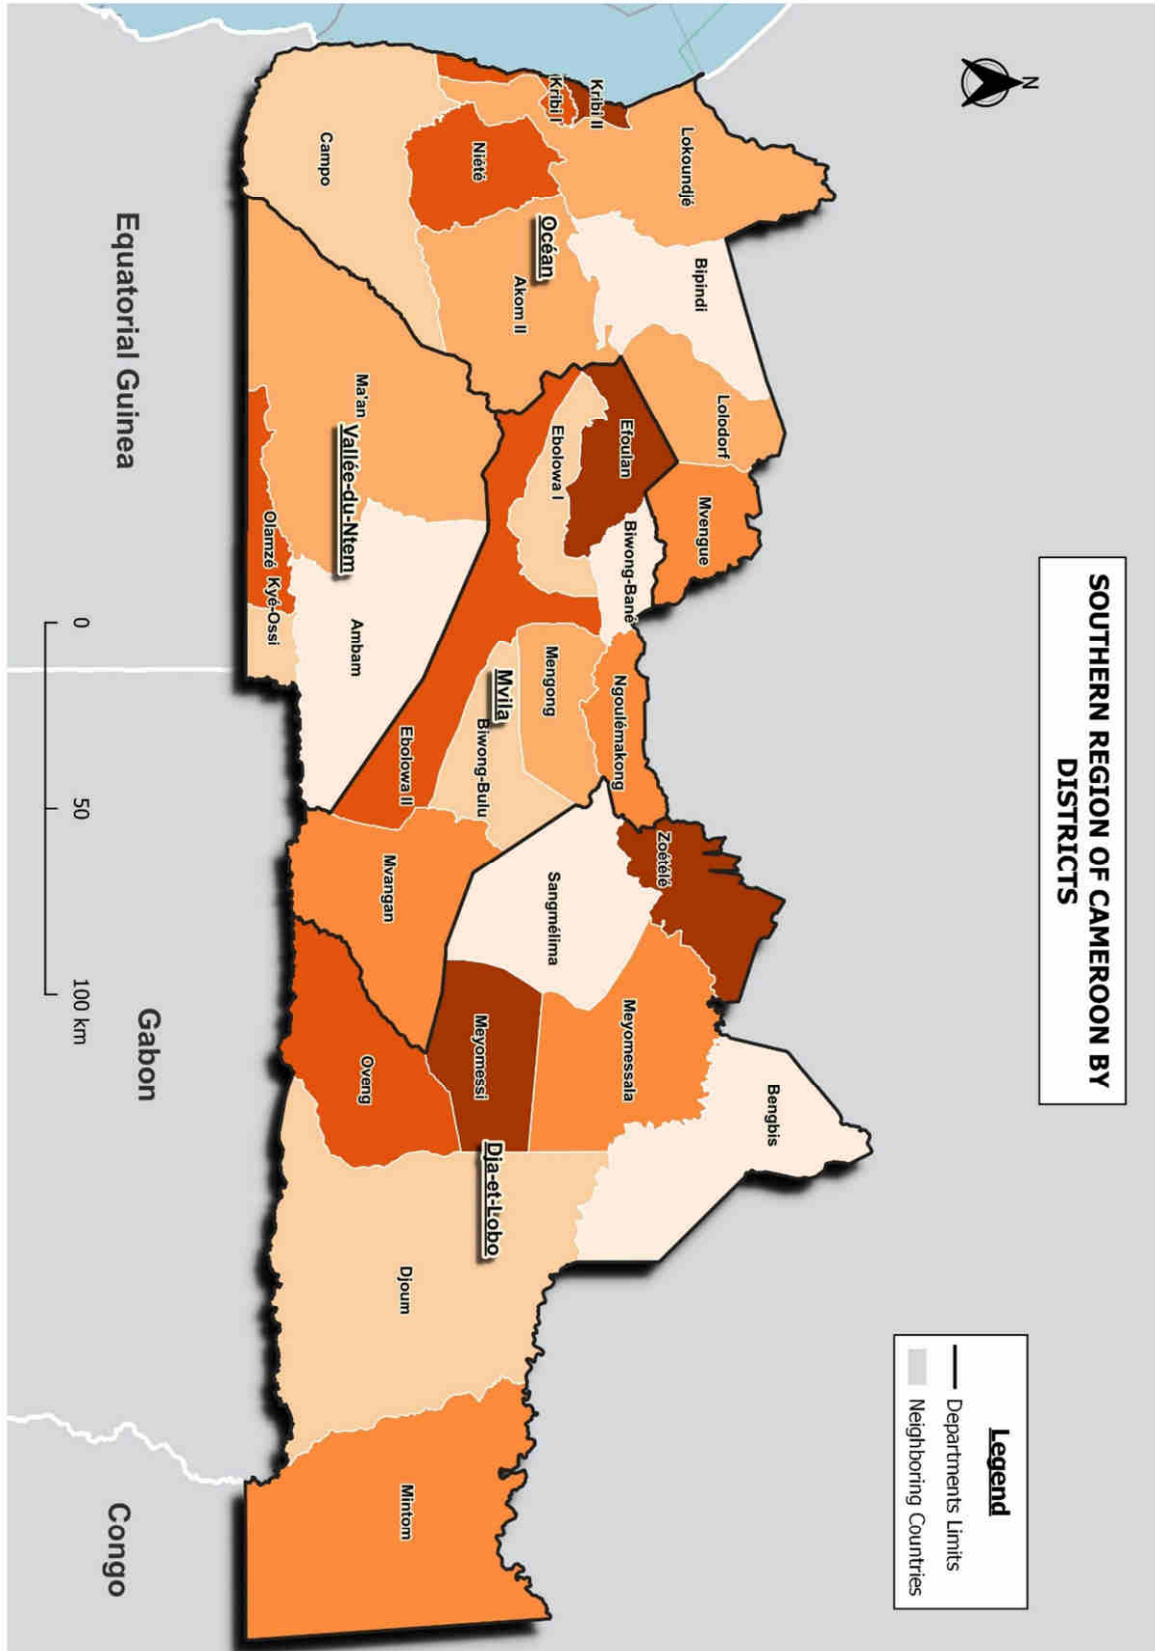 SOUTHERN REGION OF CAMEROON BY
DISTRICTS
N
Legend
Departments Limits
Neighboring Countries
Lokoundjé
Kribi II
Kribi I
Niété
Campo
Océan
Akom II
Bipindi
Lolodorf
Mvengue
Efoulan
Ebolowa I
Biwong-Bané
Ngoulémakong
Mengong
Mvila
Biwong-Bulu
Ebolowa II
Mvangan
Ma'an
Vallée-du-Ntem
Olamzé
Kyé-Ossi
Ambam
Zoétélé
Sangmélima
Meyomessala
Meyomessi
Bengbis
Dja-et-Lobo
Oveng
Djoum
Mintom
Equatorial Guinea
Gabon
Congo
0 50 100 km